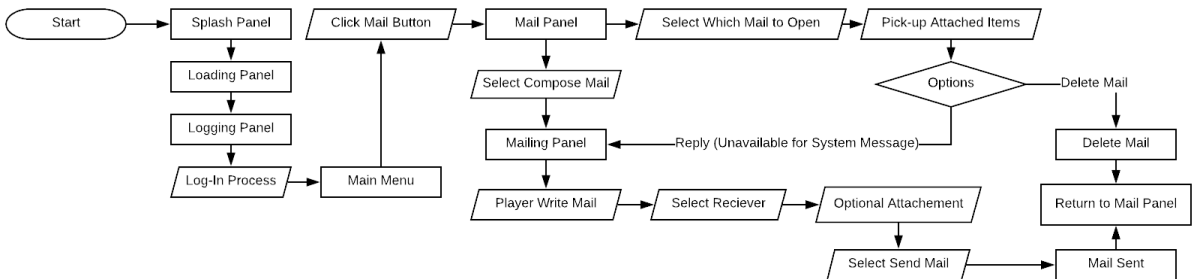 Start
Splash Panel
Click Mail Button
Mail Panel
Select Which Mail to Open
Pick-up Attached Items
Loading Panel
Select Compose Mail
Options
Delete Mail
Logging Panel
Mailing Panel
Reply (Unavailable for System Message)
Delete Mail
Log-In Process
Main Menu
Player Write Mail
Select Reciever
Optional Attachement
Return to Mail Panel
Select Send Mail
Mail Sent